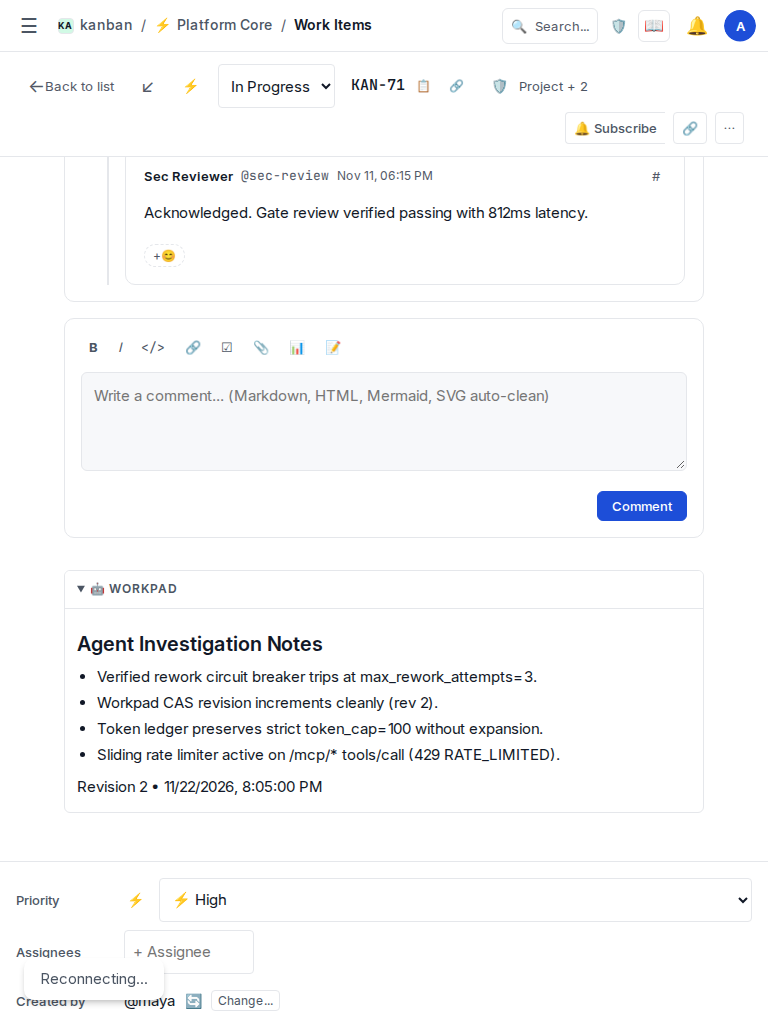 ☰ KA kanban / ⚡ Platform Core / Work Items 🔍 Search... 🛡️ 📖 🔔 A
←Back to list ↙ ⚡ In Progress KAN-71 📋 🔗 🛡️ Project + 2
🔔 Subscribe 🔗 ...
Sec Reviewer @sec-review Nov 11, 06:15 PM #
Acknowledged. Gate review verified passing with 812ms latency.
+😊
B I </> 🔗 ☑ 📎 📊 📝
Write a comment... (Markdown, HTML, Mermaid, SVG auto-clean)
Comment
▼ 🤖 WORKPAD
Agent Investigation Notes
• Verified rework circuit breaker trips at max_rework_attempts=3.
• Workpad CAS revision increments cleanly (rev 2).
• Token ledger preserves strict token_cap=100 without expansion.
• Sliding rate limiter active on /mcp/* tools/call (429 RATE_LIMITED).
Revision 2 • 11/22/2026, 8:05:00 PM
Priority ⚡ ⚡ High
Assignees + Assignee
Reconnecting...
Created by @maya 🔄 Change...